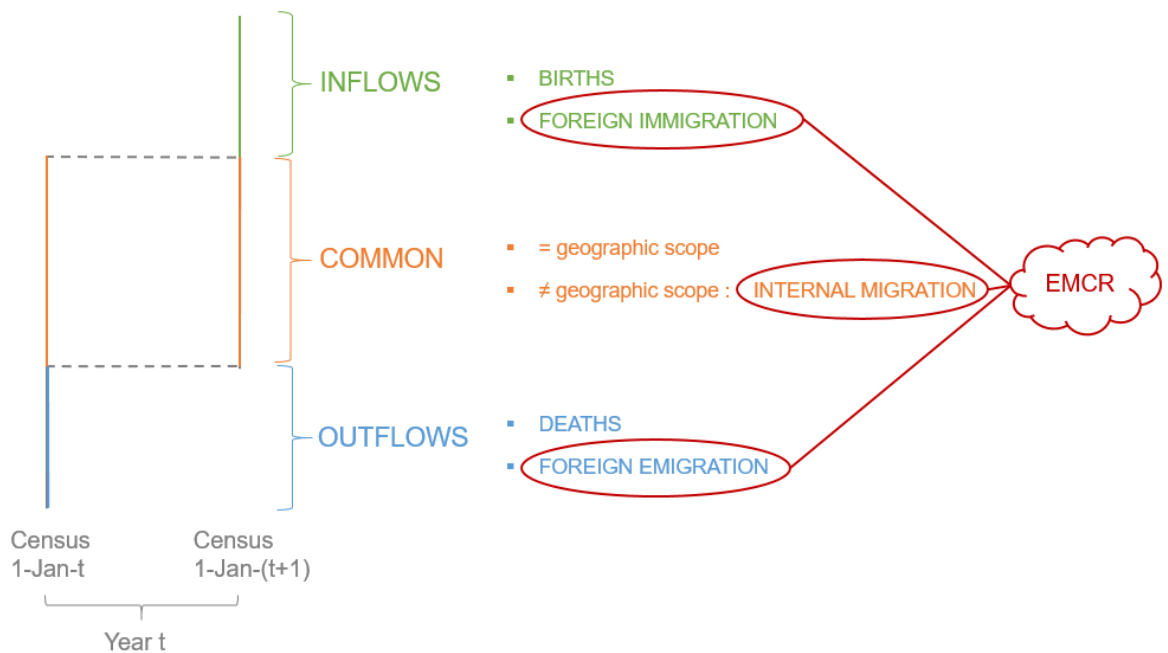 INFLOWS
▪ BIRTHS
▪ FOREIGN IMMIGRATION
COMMON
▪ = geographic scope
▪ ≠ geographic scope : INTERNAL MIGRATION
EMCR
OUTFLOWS
▪ DEATHS
▪ FOREIGN EMIGRATION
Census
1-Jan-t
Census
1-Jan-(t+1)
Year t